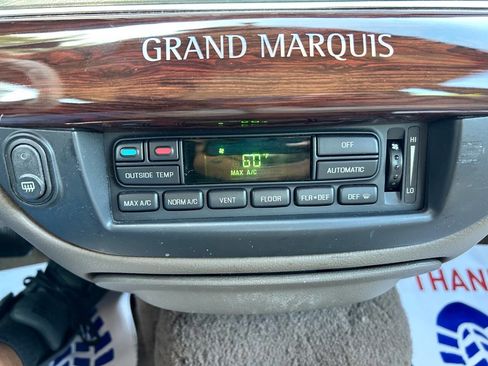 GRAND MARQUIS
60°F
MAX A/C
OFF
OUTSIDE TEMP
AUTOMATIC
MAX A/C
NORM A/C
VENT
FLOOR
FLR•DEF
DEF
HI
LO
THAN